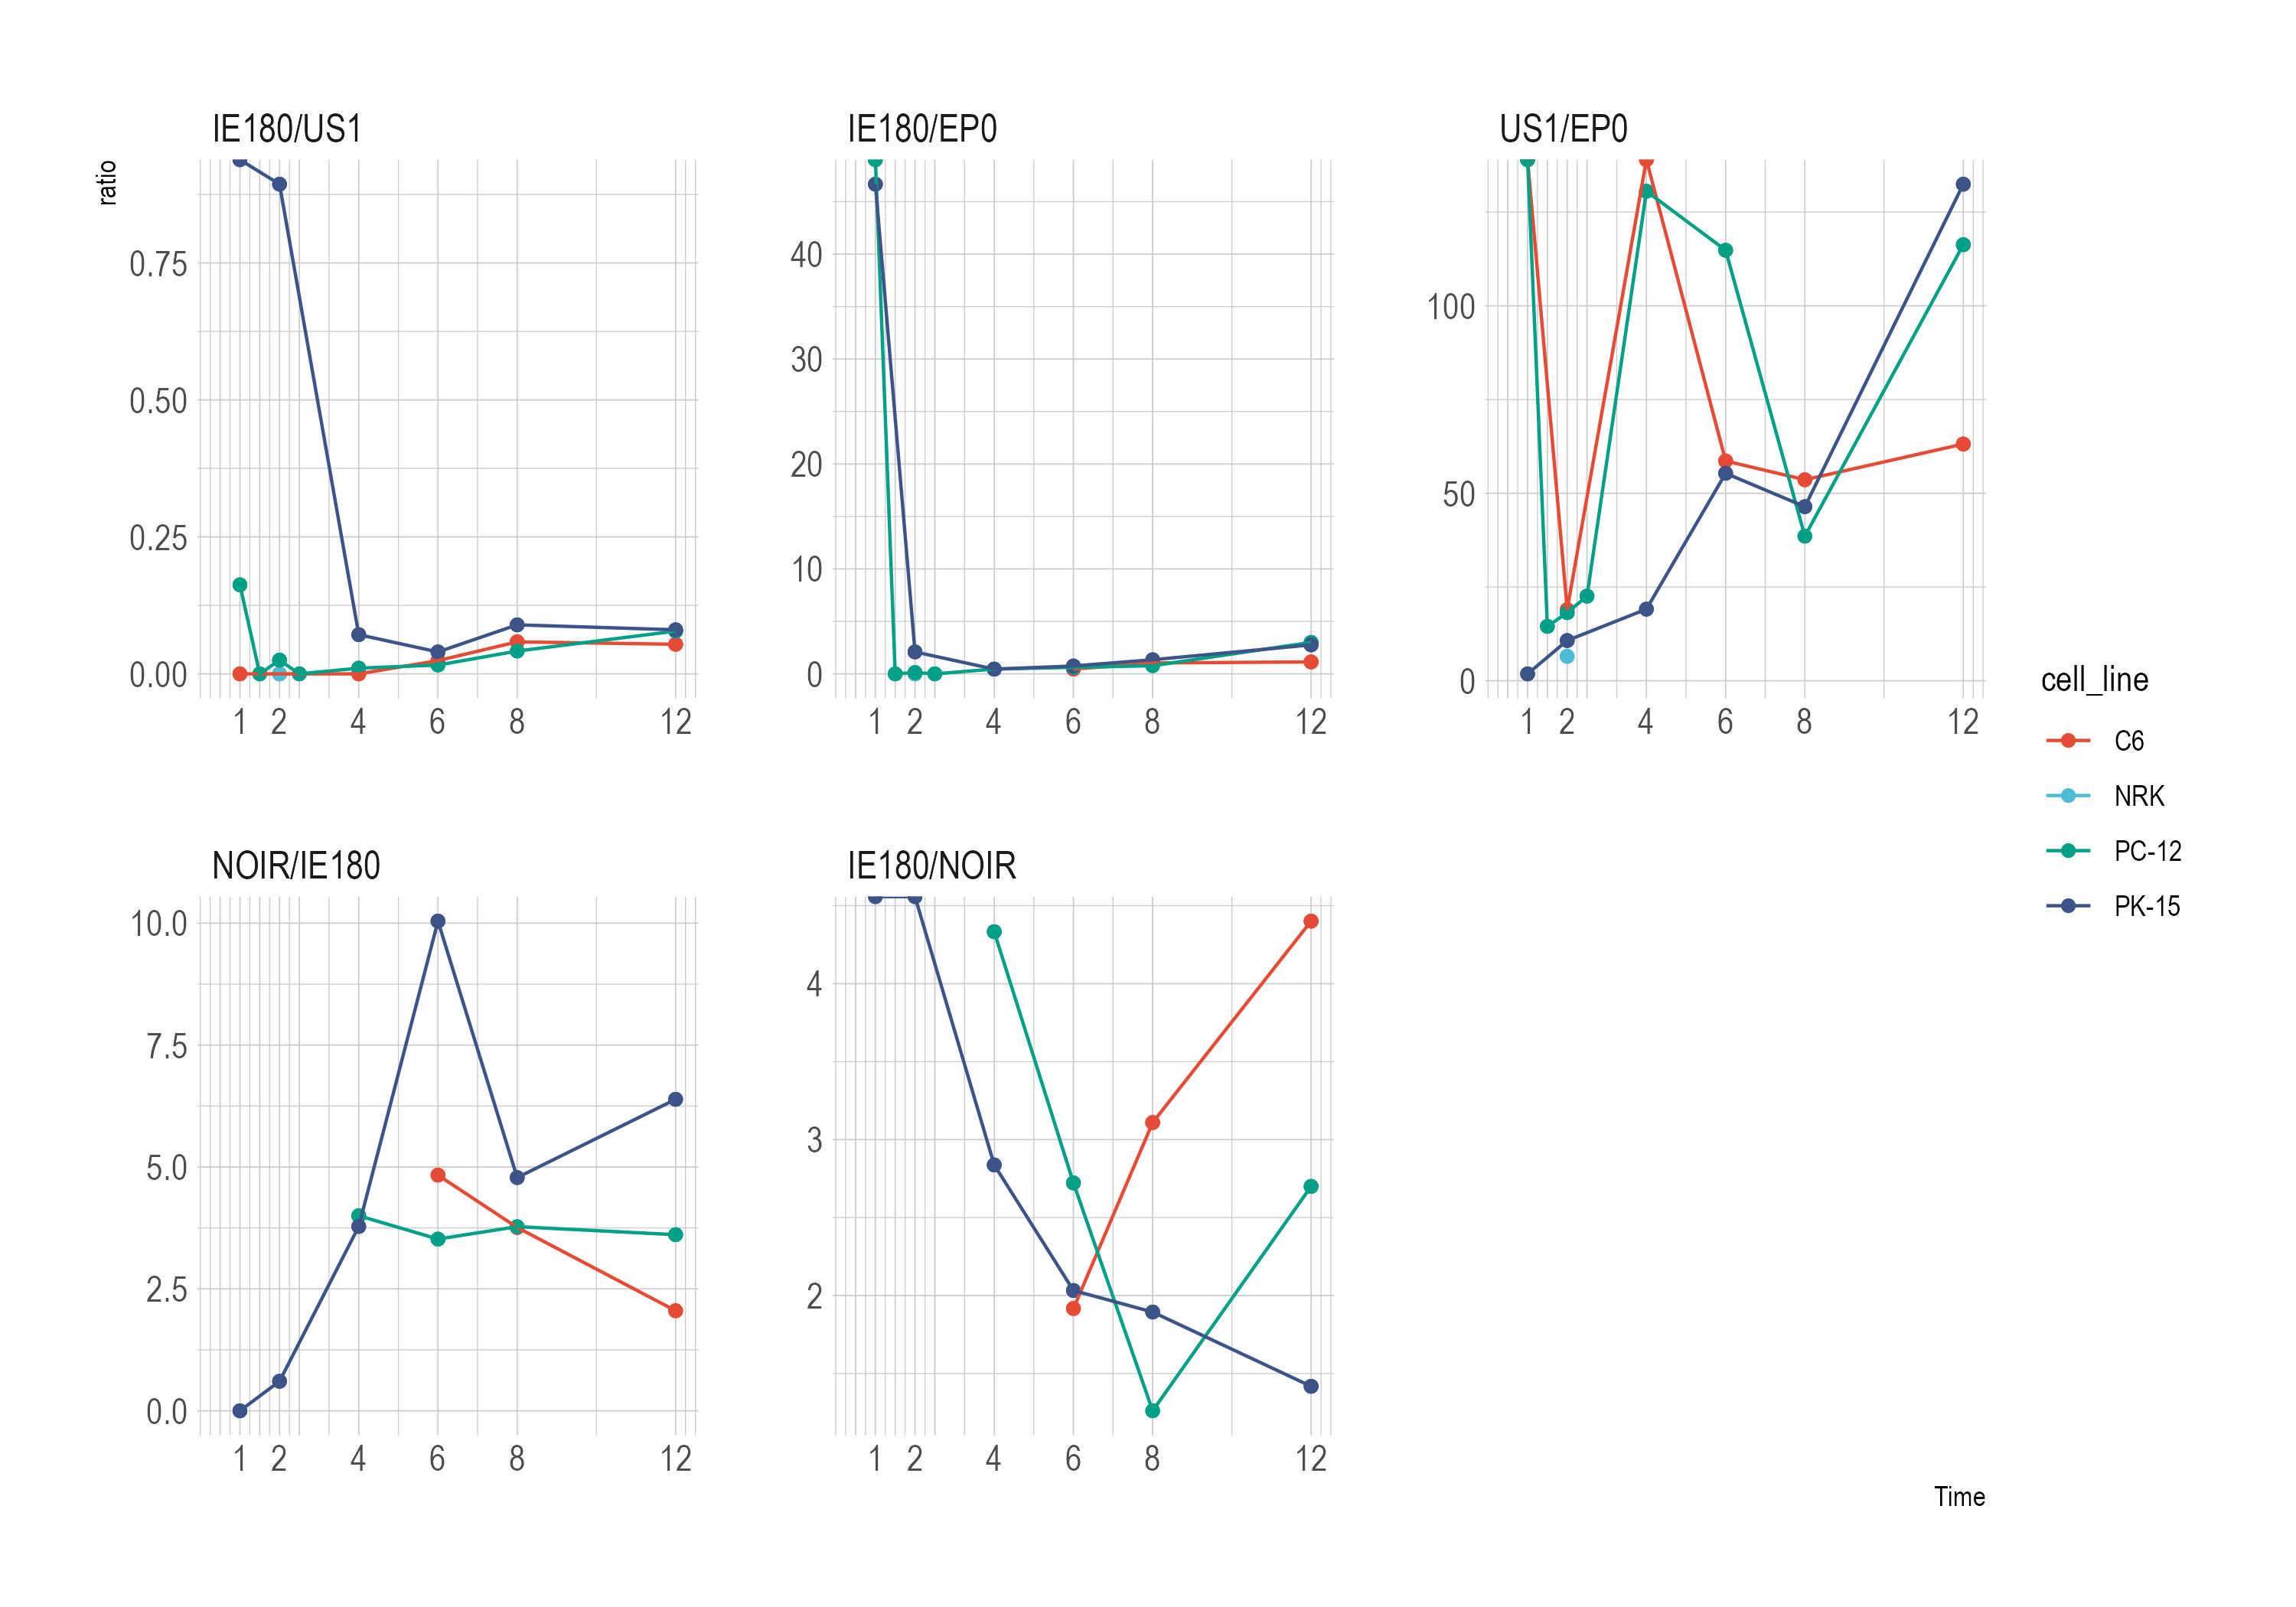 IE180/US1
IE180/EP0
US1/EP0
ratio
0.75
0.50
0.25
0.00
1 2 4 6 8 12
40
30
20
10
0
1 2 4 6 8 12
100
50
0
1 2 4 6 8 12
cell_line
C6
NRK
PC-12
PK-15
NOIR/IE180
IE180/NOIR
10.0
7.5
5.0
2.5
0.0
1 2 4 6 8 12
4
3
2
1 2 4 6 8 12
Time